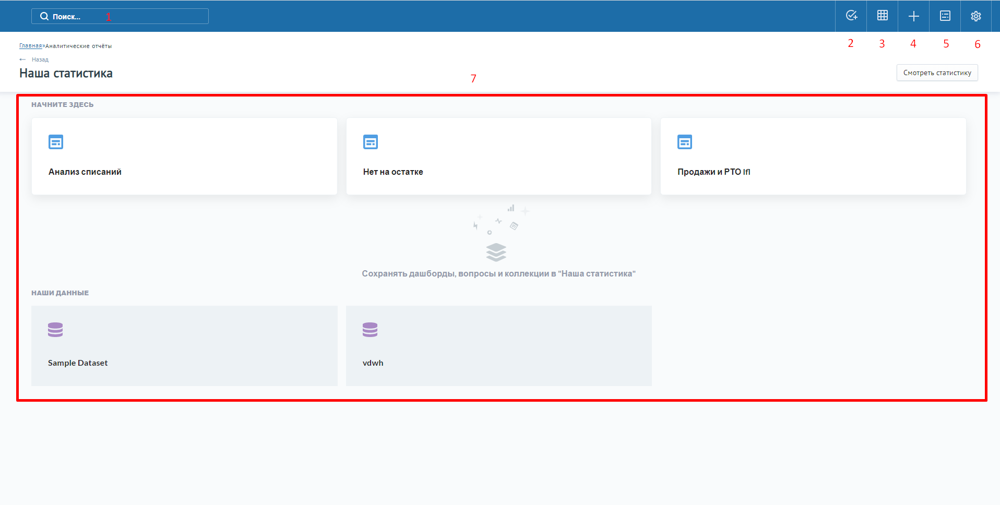 Поиск...
1
2
3
4
5
6
Главная»Аналитические отчёты
← Назад
Наша статистика
Смотреть статистику
7
НАЧНИТЕ ЗДЕСЬ
Анализ списаний
Нет на остатке
Продажи и РТО lfl
Сохранять дашборды, вопросы и коллекции в "Наша статистика"
НАШИ ДАННЫЕ
Sample Dataset
vdwh